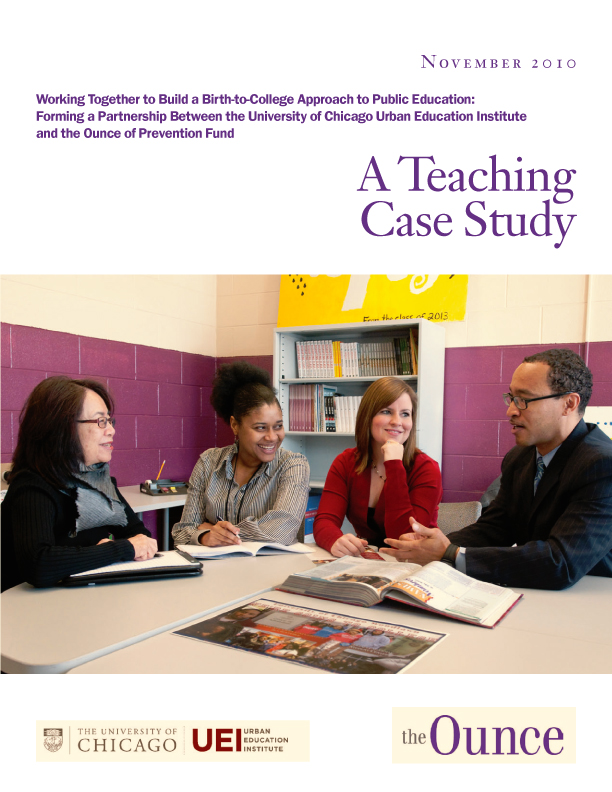 November 2010
Working Together to Build a Birth-to-College Approach to Public Education:
Forming a Partnership Between the University of Chicago Urban Education Institute
and the Ounce of Prevention Fund
A Teaching
Case Study
From the class of 2013
THE UNIVERSITY OF
CHICAGO
UEI
URBAN
EDUCATION
INSTITUTE
the Ounce